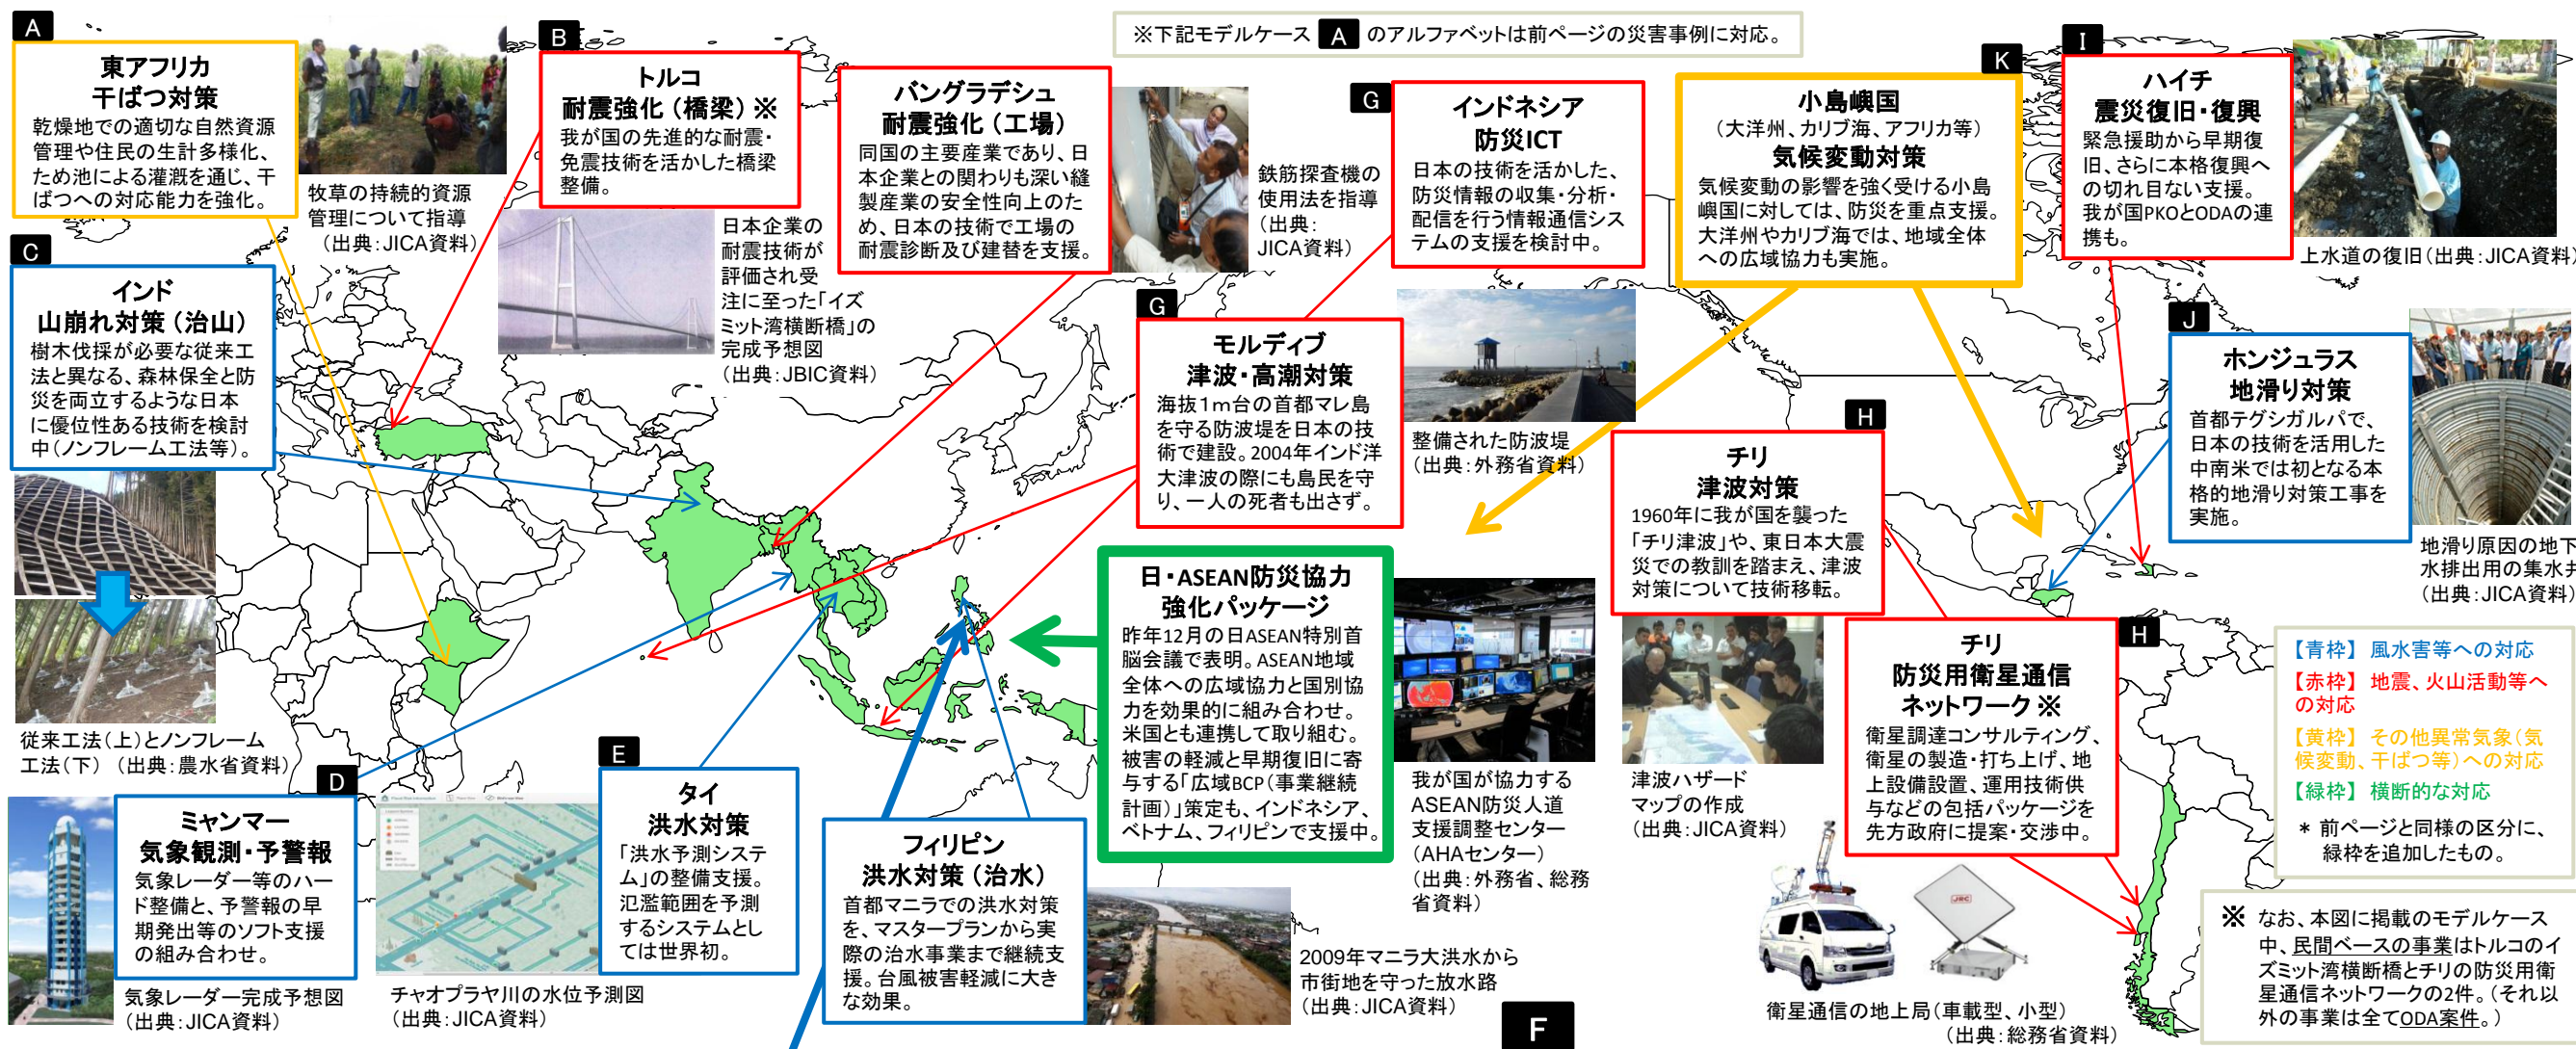 ※下記モデルケース A のアルファベットは前ページの災害事例に対応。
A
東アフリカ
干ばつ対策
乾燥地での適切な自然資源
管理や住民の生計多様化、
ため池による灌漑を通じ、干
ばつへの対応能力を強化。
牧草の持続的資源
管理について指導
（出典：JICA資料）
B
トルコ
耐震強化（橋梁）※
我が国の先進的な耐震・
免震技術を活かした橋梁
整備。
日本企業の
耐震技術が
評価され受
注に至った「イズ
ミット湾横断橋」の
完成予想図
（出典：JBIC資料）
バングラデシュ
耐震強化（工場）
同国の主要産業であり、日
本企業との関わりも深い縫
製産業の安全性向上のた
め、日本の技術で工場の
耐震診断及び建替を支援。
鉄筋探査機の
使用法を指導
（出典：
JICA資料）
G
インドネシア
防災ICT
日本の技術を活かした、
防災情報の収集・分析・
配信を行う情報通信シス
テムの支援を検討中。
K
小島嶼国
（大洋州、カリブ海、アフリカ等）
気候変動対策
気候変動の影響を強く受ける小島
嶼国に対しては、防災を重点支援。
大洋州やカリブ海では、地域全体
への広域協力も実施。
I
ハイチ
震災復旧・復興
緊急援助から早期復
旧、さらに本格復興へ
の切れ目ない支援。
我が国PKOとODAの連
携も。
上水道の復旧（出典：JICA資料）
C
インド
山崩れ対策（治山）
樹木伐採が必要な従来工
法と異なる、森林保全と防
災を両立するような日本
に優位性ある技術を検討
中（ノンフレーム工法等）。
従来工法（上）とノンフレーム
工法（下）（出典：農水省資料）
G
モルディブ
津波・高潮対策
海抜1ｍ台の首都マレ島
を守る防波堤を日本の技
術で建設。2004年インド洋
大津波の際にも島民を守
り、一人の死者も出さず。
整備された防波堤
（出典：外務省資料）
H
チリ
津波対策
1960年に我が国を襲った
「チリ津波」や、東日本大震
災での教訓を踏まえ、津波
対策について技術移転。
津波ハザード
マップの作成
（出典：JICA資料）
J
ホンジュラス
地滑り対策
首都テグシガルパで、
日本の技術を活用した
中南米では初となる本
格的地滑り対策工事を
実施。
地滑り原因の地下
水排出用の集水井
（出典：JICA資料）
日・ASEAN防災協力
強化パッケージ
昨年12月の日ASEAN特別首
脳会議で表明。ASEAN地域
全体への広域協力と国別協
力を効果的に組み合わせ。
米国とも連携して取り組む。
被害の軽減と早期復旧に寄
与する「広域BCP（事業継続
計画）」策定も、インドネシア、
ベトナム、フィリピンで支援中。
我が国が協力する
ASEAN防災人道
支援調整センター
（AHAセンター）
（出典：外務省、総務
省資料）
H
チリ
防災用衛星通信
ネットワーク※
衛星調達コンサルティング、
衛星の製造・打ち上げ、地
上設備設置、運用技術供
与などの包括パッケージを
先方政府に提案・交渉中。
JRC
衛星通信の地上局（車載型、小型）
（出典：総務省資料）
D
ミャンマー
気象観測・予警報
気象レーダー等のハー
ド整備と、予警報の早
期発出等のソフト支援
の組み合わせ。
気象レーダー完成予想図
（出典：JICA資料）
E
タイ
洪水対策
「洪水予測システ
ム」の整備支援。
氾濫範囲を予測
するシステムとし
ては世界初。
チャオプラヤ川の水位予測図
（出典：JICA資料）
フィリピン
洪水対策（治水）
首都マニラでの洪水対策
を、マスタープランから実
際の治水事業まで継続支
援。台風被害軽減に大き
な効果。
2009年マニラ大洪水から
市街地を守った放水路
（出典：JICA資料）
F
【青枠】 風水害等への対応
【赤枠】 地震、火山活動等へ
の対応
【黄枠】 その他異常気象（気
候変動、干ばつ等）への対応
【緑枠】 横断的な対応
＊ 前ページと同様の区分に、
緑枠を追加したもの。
※ なお、本図に掲載のモデルケース
中、民間ベースの事業はトルコのイ
ズミット湾横断橋とチリの防災用衛
星通信ネットワークの2件。（それ以
外の事業は全てODA案件。）